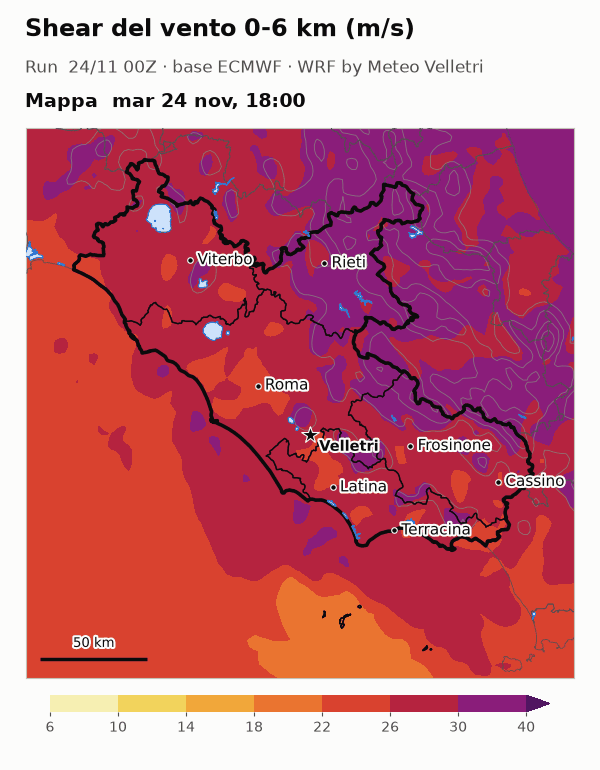 Shear del vento 0-6 km (m/s)
Run  24/11 00Z · base ECMWF · WRF by Meteo Velletri
Mappa  mar 24 nov, 18:00
Viterbo
Rieti
Roma
Velletri
Frosinone
Cassino
Latina
Terracina
50 km
6 10 14 18 22 26 30 40